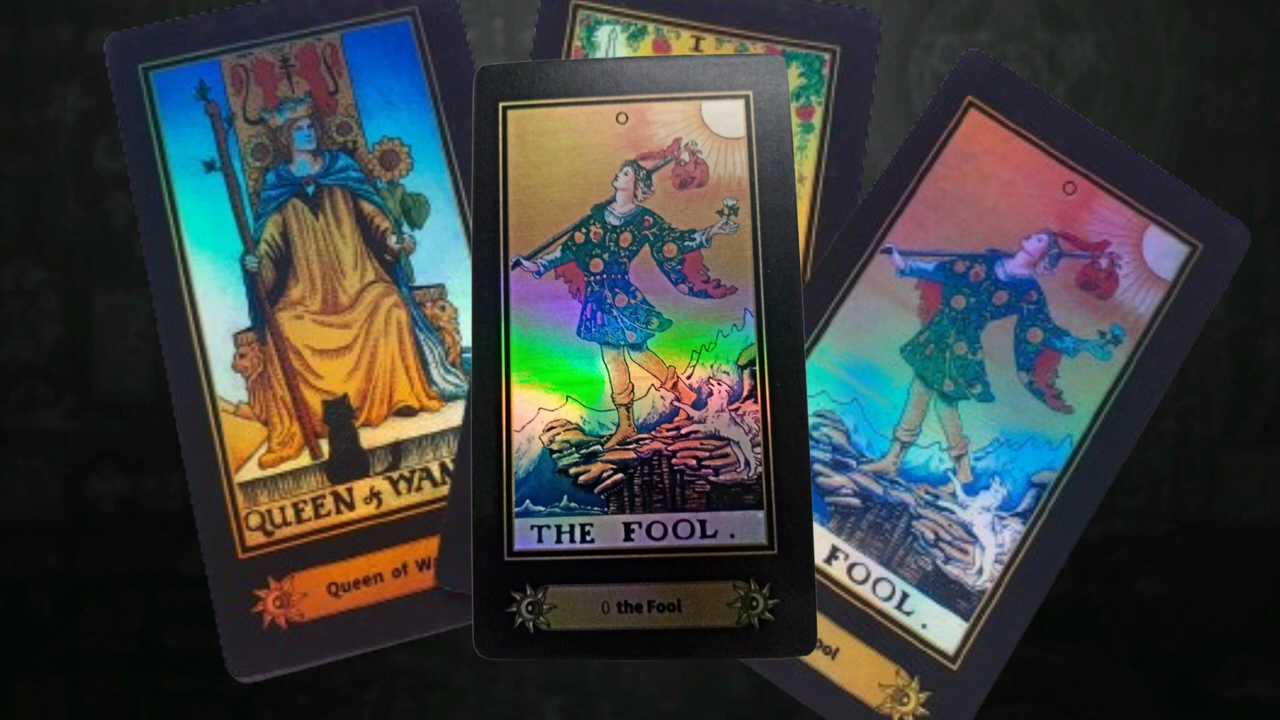 QUEEN of WAN
Queen of W
I
0
THE FOOL.
0 the Fool
0
FOOL.
ool